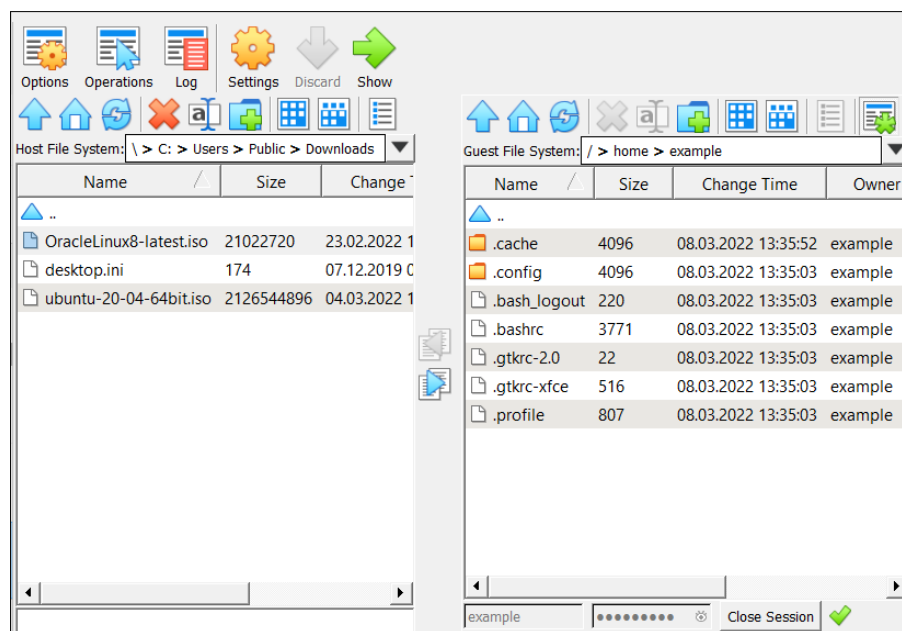 Options Operations Log Settings Discard Show
Host File System: \ > C: > Users > Public > Downloads
Name Size Change T
..
OracleLinux8-latest.iso 21022720 23.02.2022 1
desktop.ini 174 07.12.2019 0
ubuntu-20-04-64bit.iso 2126544896 04.03.2022 1
Guest File System: / > home > example
Name Size Change Time Owner
..
.cache 4096 08.03.2022 13:35:52 example
.config 4096 08.03.2022 13:35:03 example
.bash_logout 220 08.03.2022 13:35:03 example
.bashrc 3771 08.03.2022 13:35:03 example
.gtkrc-2.0 22 08.03.2022 13:35:03 example
.gtkrc-xfce 516 08.03.2022 13:35:03 example
.profile 807 08.03.2022 13:35:03 example
example ●●●●●●●●● Close Session